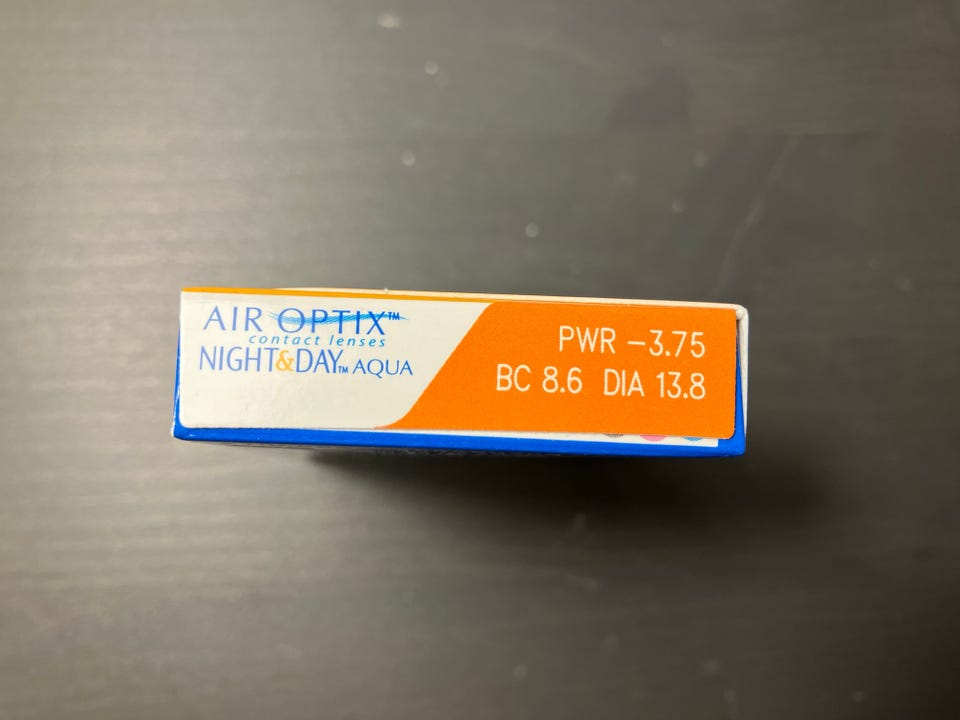 AIR OPTIX™
contact lenses
NIGHT&DAY™ AQUA
PWR −3.75
BC 8.6 DIA 13.8